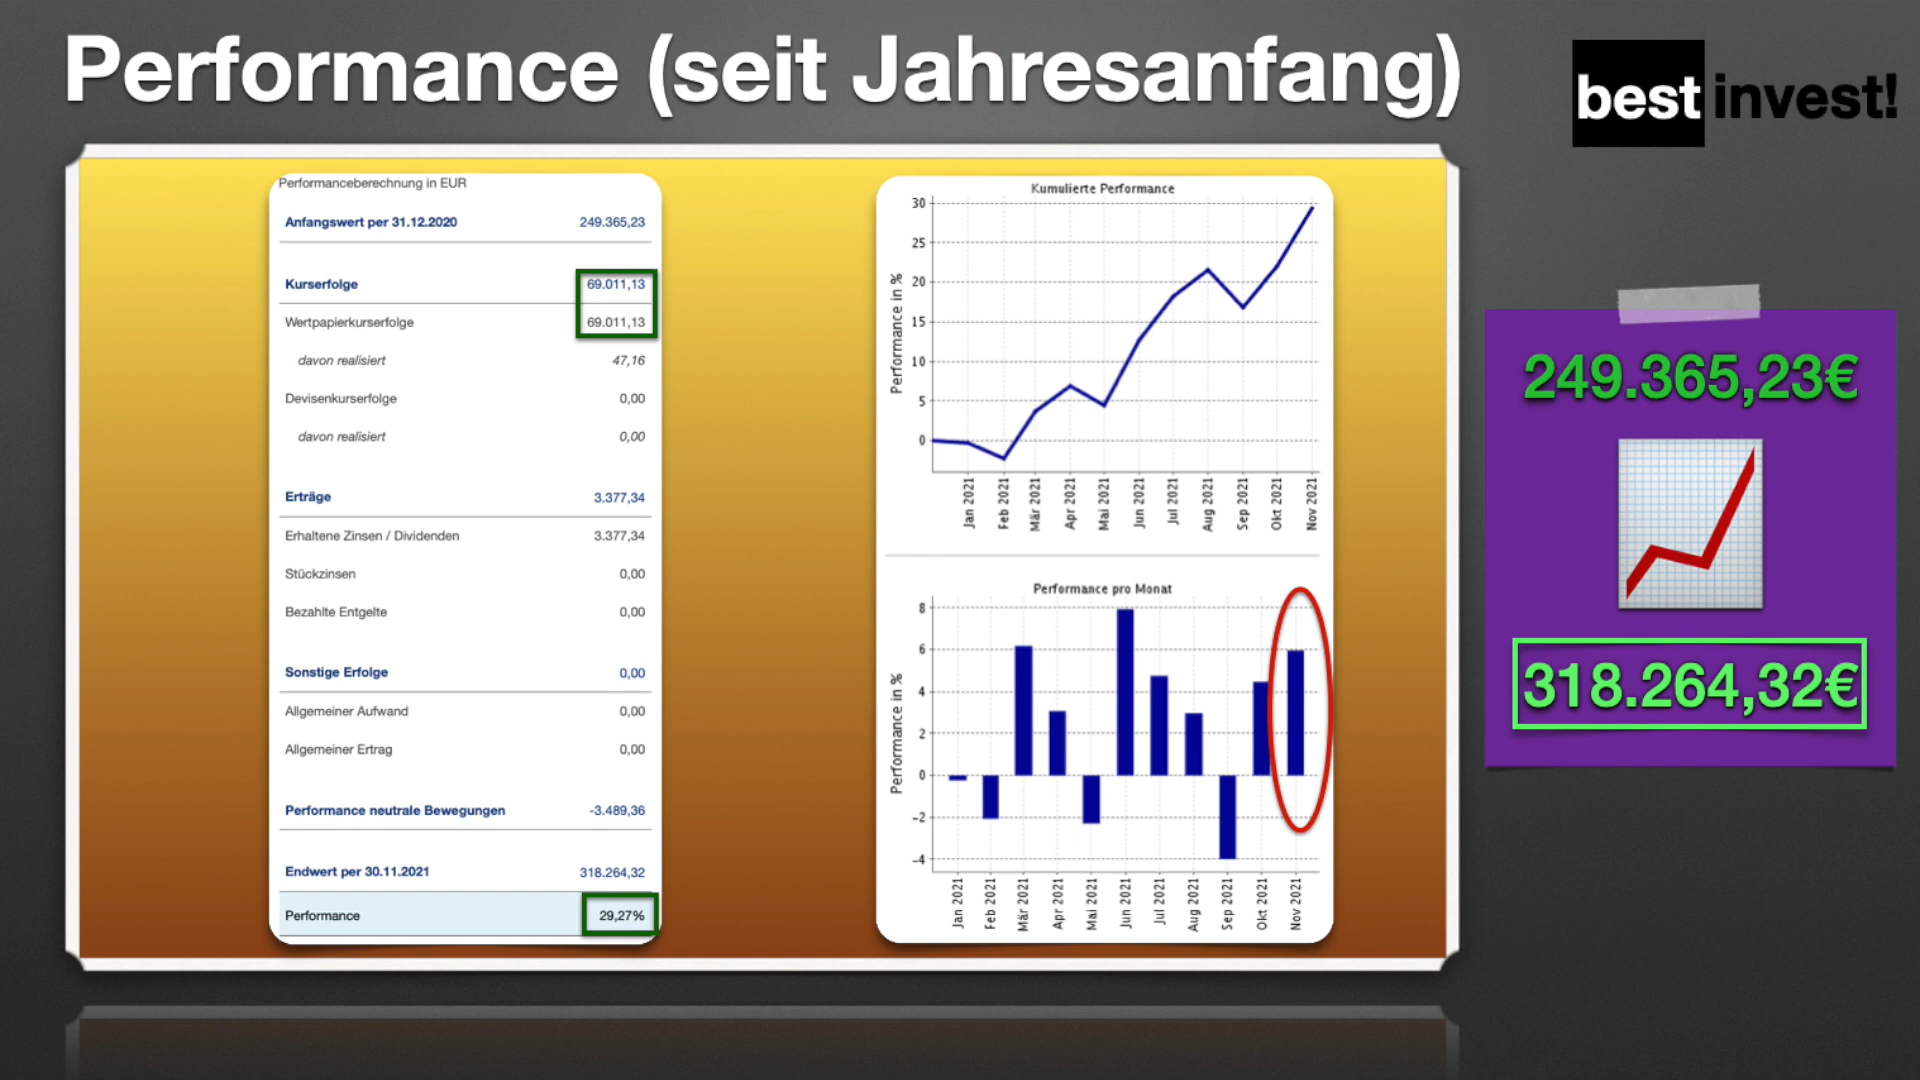 Performance (seit Jahresanfang)
best invest!
Performanceberechnung in EUR
Anfangswert per 31.12.2020 249.365,23
Kurserfolge 69.011,13
Wertpapierkurserfolge 69.011,13
davon realisiert 47,16
Devisenkurserfolge 0,00
davon realisiert 0,00
Erträge 3.377,34
Erhaltene Zinsen / Dividenden 3.377,34
Stückzinsen 0,00
Bezahlte Entgelte 0,00
Sonstige Erfolge 0,00
Allgemeiner Aufwand 0,00
Allgemeiner Ertrag 0,00
Performance neutrale Bewegungen -3.489,36
Endwert per 30.11.2021 318.264,32
Performance 29,27%
Kumulierte Performance
Performance in %
30
25
20
15
10
5
0
Jan 2021
Feb 2021
Mär 2021
Apr 2021
Mai 2021
Jun 2021
Jul 2021
Aug 2021
Sep 2021
Okt 2021
Nov 2021
Performance pro Monat
Performance in %
8
6
4
2
0
-2
-4
Jan 2021
Feb 2021
Mär 2021
Apr 2021
Mai 2021
Jun 2021
Jul 2021
Aug 2021
Sep 2021
Okt 2021
Nov 2021
249.365,23€
318.264,32€